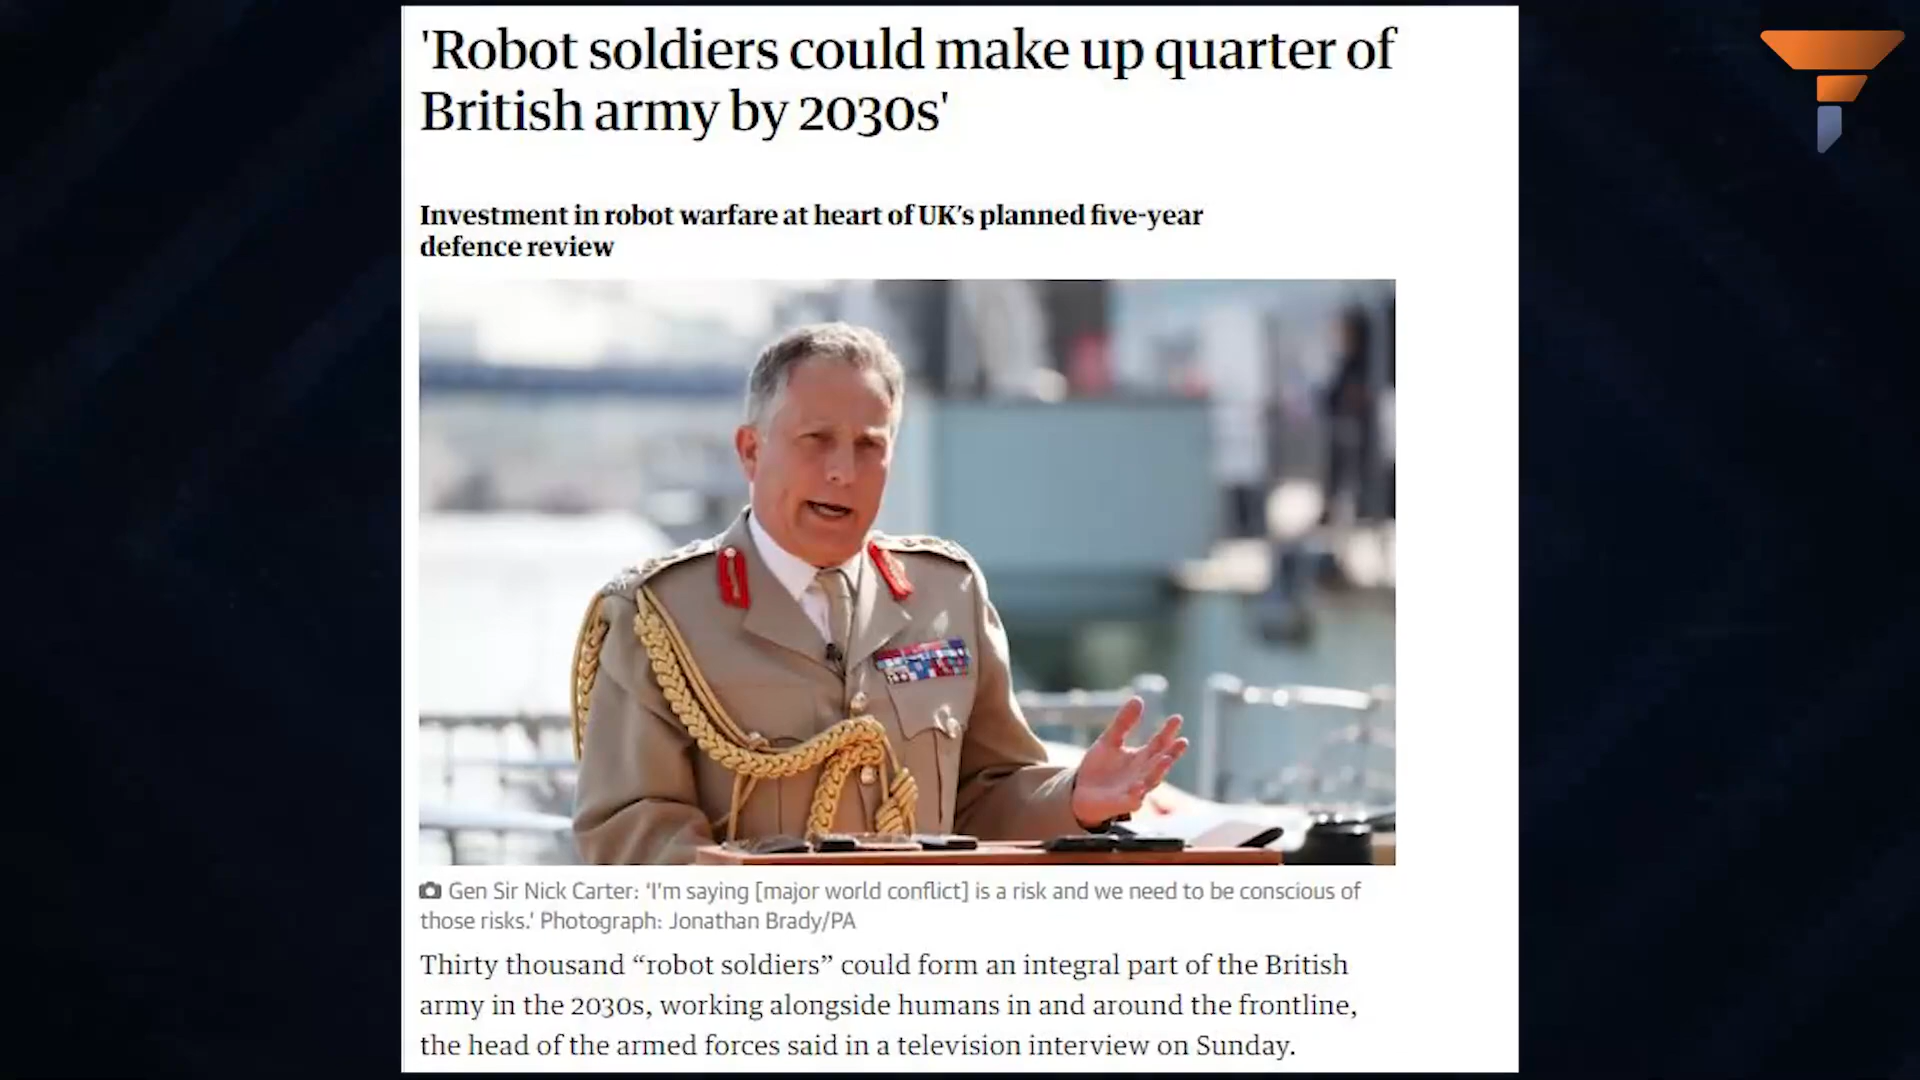 'Robot soldiers could make up quarter of
British army by 2030s'
Investment in robot warfare at heart of UK’s planned five-year
defence review
Gen Sir Nick Carter: ‘I’m saying [major world conflict] is a risk and we need to be conscious of
those risks.’ Photograph: Jonathan Brady/PA
Thirty thousand “robot soldiers” could form an integral part of the British
army in the 2030s, working alongside humans in and around the frontline,
the head of the armed forces said in a television interview on Sunday.